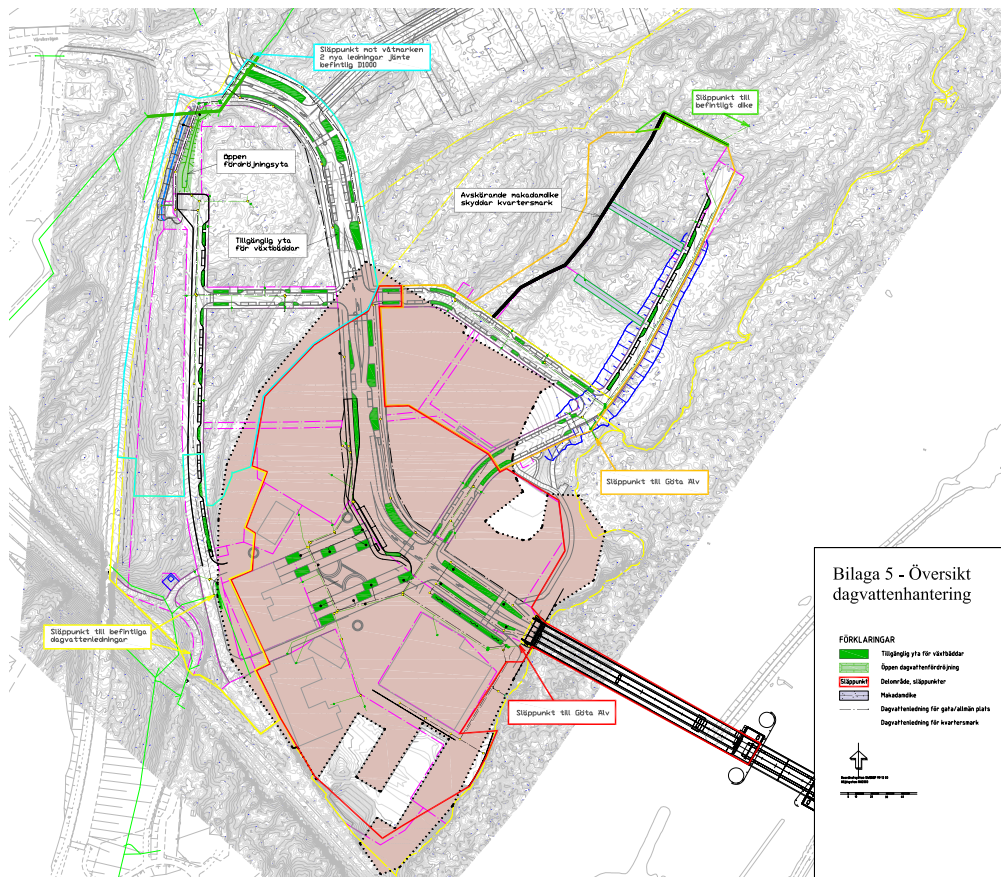 Släppunkt mot våtmarken
2 nya ledningar jämte
befintlig D1000
Släppunkt till
befintligt dike
Öppen
fördröjningsyta
Avskärande makadamdike
skyddar kvartersmark
Tillgänglig yta
för växtbäddar
Släppunkt till Göta Älv
Släppunkt till befintliga
dagvattenledningar
Släppunkt till Göta Älv
Bilaga 5 - Översikt
dagvattenhantering
FÖRKLARINGAR
Tillgänglig yta för växtbäddar
Öppen dagvattenfördröjning
Släppunkt
Delområde, släppunkter
Makadamdike
Dagvattenledning för gata/allmän plats
Dagvattenledning för kvartersmark